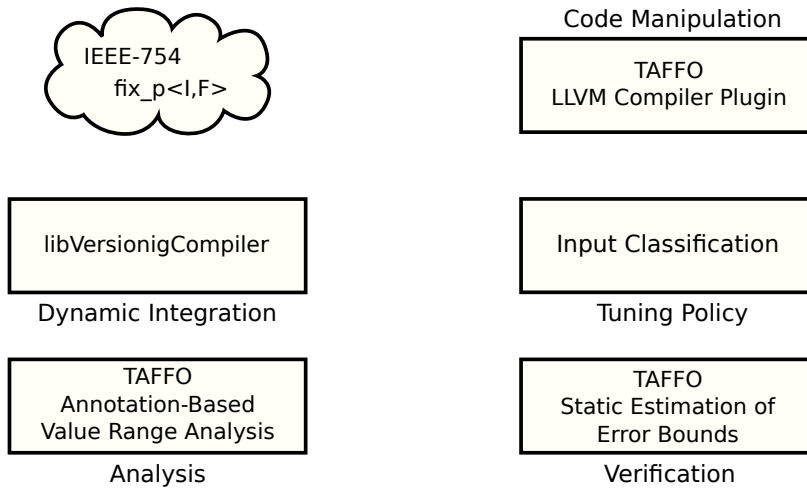 IEEE-754
fix_p<I,F>
Code Manipulation
TAFFO
LLVM Compiler Plugin
libVersionigCompiler
Dynamic Integration
Input Classification
Tuning Policy
TAFFO
Annotation-Based
Value Range Analysis
Analysis
TAFFO
Static Estimation of
Error Bounds
Verification